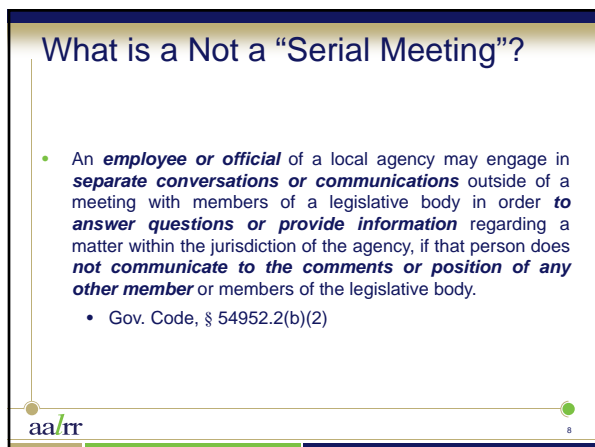 What is a Not a “Serial Meeting”?
• An employee or official of a local agency may engage in
separate conversations or communications outside of a
meeting with members of a legislative body in order to
answer questions or provide information regarding a
matter within the jurisdiction of the agency, if that person does
not communicate to the comments or position of any
other member or members of the legislative body.
• Gov. Code, § 54952.2(b)(2)
aalrr
8